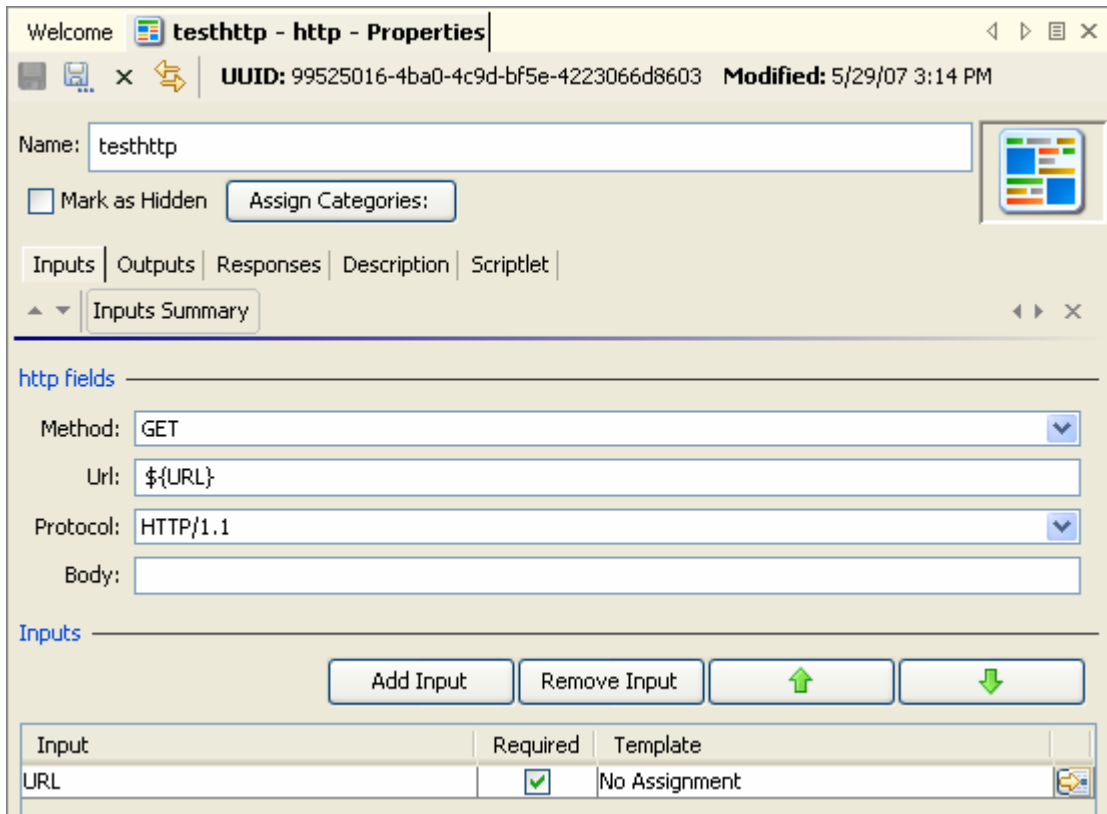 Welcome testhttp - http - Properties
UUID: 99525016-4ba0-4c9d-bf5e-4223066d8603 Modified: 5/29/07 3:14 PM
Name: testhttp
Mark as Hidden Assign Categories:
Inputs Outputs Responses Description Scriptlet
Inputs Summary
http fields
Method: GET
Url: ${URL}
Protocol: HTTP/1.1
Body:
Inputs
Add Input Remove Input
Input Required Template
URL No Assignment